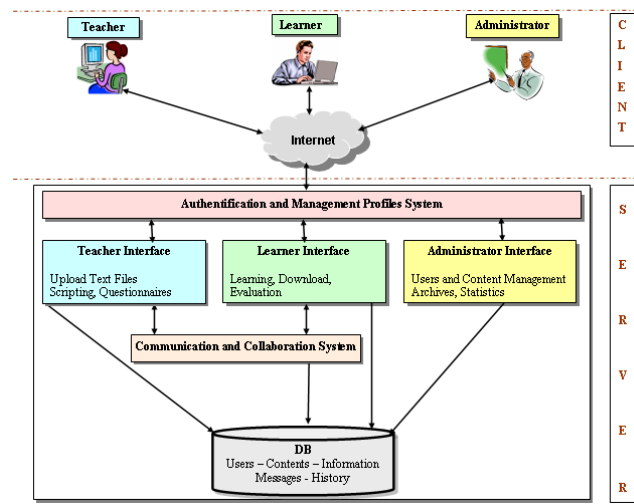 Teacher
Learner
Administrator
C
L
I
E
N
T
Internet
Authentification and Management Profiles System
Teacher Interface
Upload Text Files
Scripting, Questionnaires
Learner Interface
Learning, Download,
Evaluation
Administrator Interface
Users and Content Management
Archives, Statistics
Communication and Collaboration System
DB
Users – Contents – Information
Messages - History
S
E
R
V
E
R